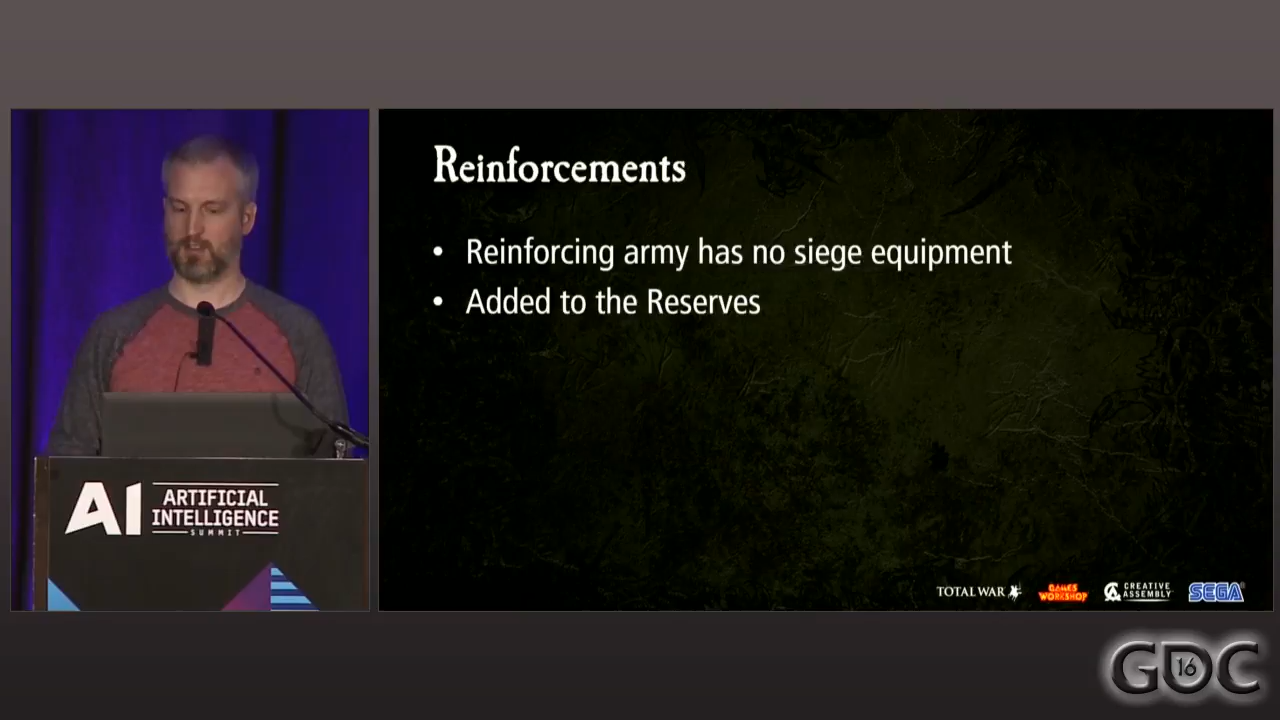 Reinforcements
• Reinforcing army has no siege equipment
• Added to the Reserves
AI ARTIFICIAL
INTELLIGENCE
SUMMIT
TOTAL WAR
GAMES
WORKSHOP
CREATIVE
ASSEMBLY
SEGA
GDC
16